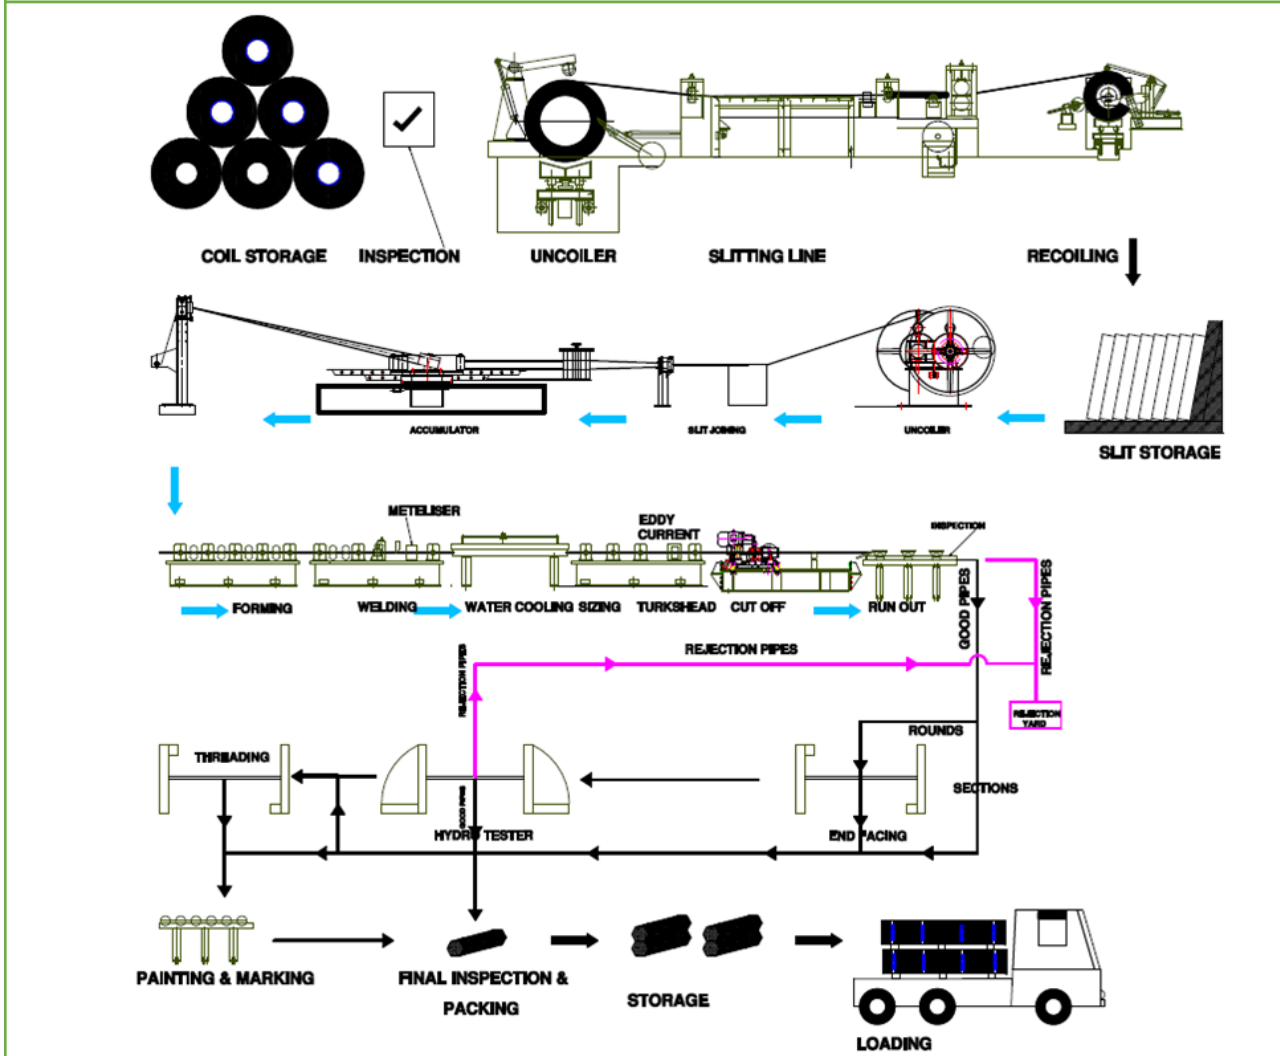 COIL STORAGE
INSPECTION
UNCOILER
SLITTING LINE
RECOILING
ACCUMULATOR
SLIT JOINING
UNCOILER
SLIT STORAGE
METELISER
EDDY
CURRENT
INSPECTION
FORMING
WELDING
WATER COOLING
SIZING
TURKSHEAD
CUT OFF
RUN OUT
GOOD PIPES
REJECTION PIPES
REJECTION PIPES
REJECTION PIPES
REJECTION
YARD
ROUNDS
THREADING
SECTIONS
GOOD PIPES
HYDRO TESTER
END FACING
PAINTING & MARKING
FINAL INSPECTION &
PACKING
STORAGE
LOADING